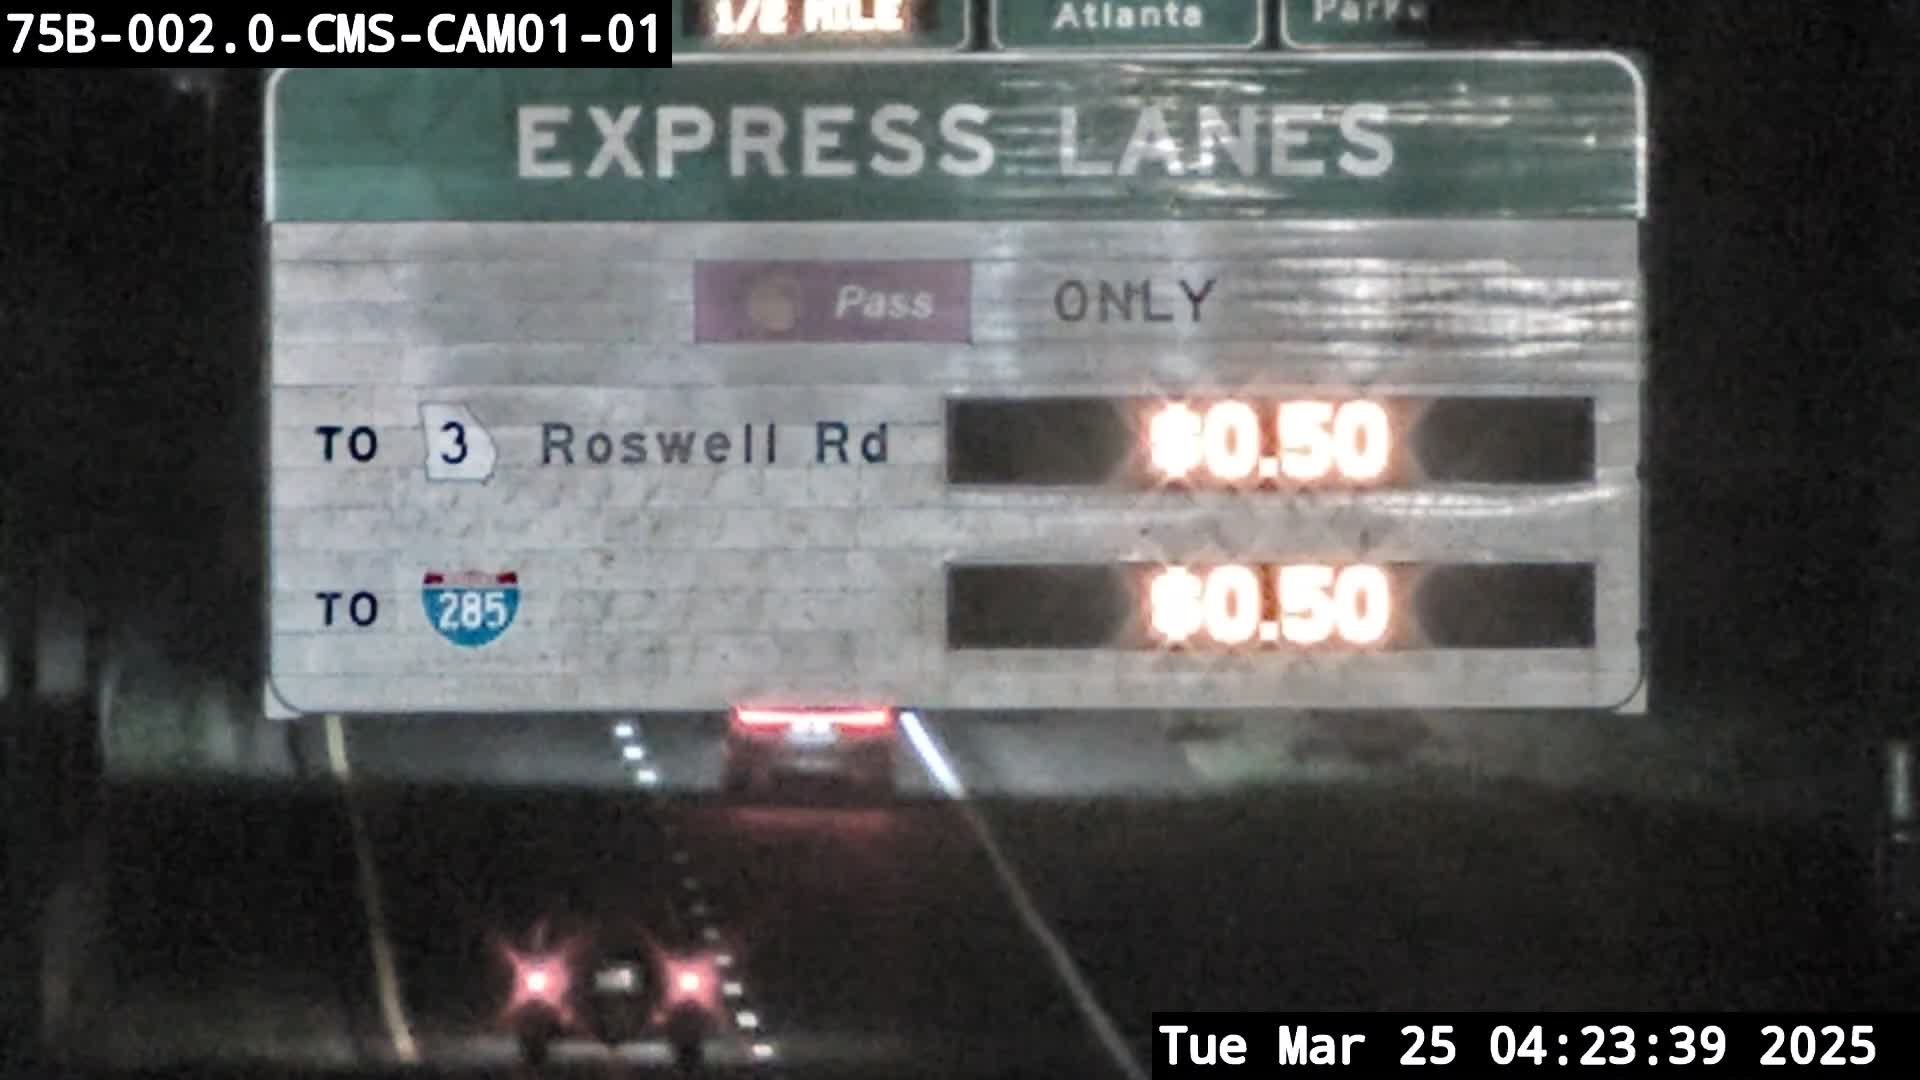 75B-002.0-CMS-CAM01-01
1/2 MILE
Atlanta
EXPRESS LANES
Pass ONLY
TO 3 Roswell Rd $0.50
TO 285 $0.50
Tue Mar 25 04:23:39 2025